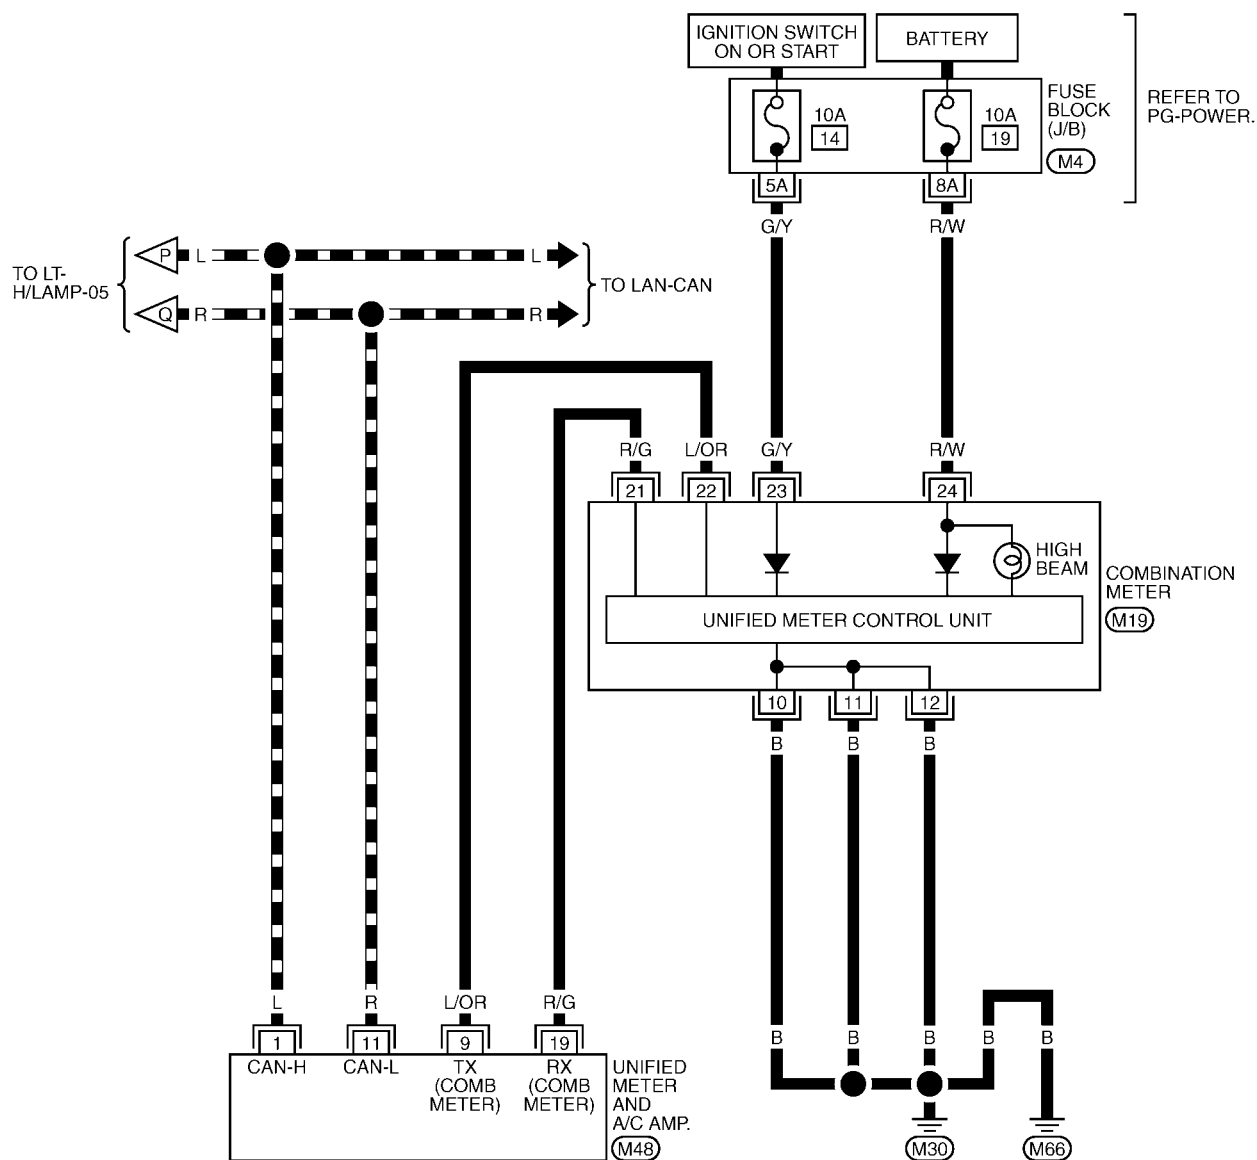 IGNITION SWITCH
ON OR START
BATTERY
FUSE
BLOCK
(J/B)
M4
REFER TO
PG-POWER.
10A
14
10A
19
5A
8A
G/Y
R/W
TO LT-
H/LAMP-05
P
L
L
Q
R
R
TO LAN-CAN
R/G
L/OR
G/Y
R/W
21
22
23
24
HIGH
BEAM
COMBINATION
METER
M19
UNIFIED METER CONTROL UNIT
10
11
12
B
B
B
L
R
L/OR
R/G
B
B
B
B
B
1
11
9
19
CAN-H
CAN-L
TX
(COMB
METER)
RX
(COMB
METER)
UNIFIED
METER
AND
A/C AMP.
M48
M30
M66